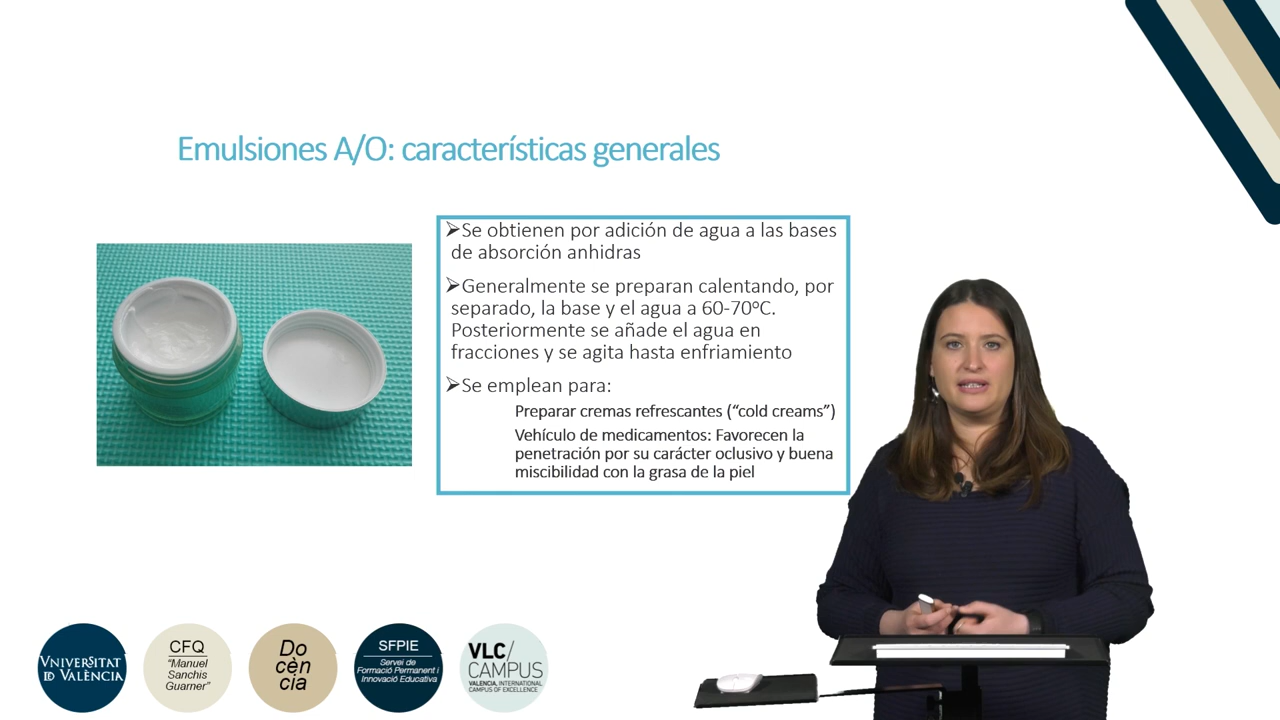 Emulsiones A/O: características generales
➢Se obtienen por adición de agua a las bases
de absorción anhidras
➢Generalmente se preparan calentando, por
separado, la base y el agua a 60-70ºC.
Posteriormente se añade el agua en
fracciones y se agita hasta enfriamiento
➢Se emplean para:
Preparar cremas refrescantes (“cold creams”)
Vehículo de medicamentos: Favorecen la
penetración por su carácter oclusivo y buena
miscibilidad con la grasa de la piel
VNIVERSITAT
ID VALÈNCIA
CFQ
“Manuel
Sanchis
Guarner”
Do
cèn
cia
SFPIE
Servei de
Formació Permanent i
Innovació Educativa
VLC/
CAMPUS
VALENCIA, INTERNATIONAL
CAMPUS OF EXCELLENCE